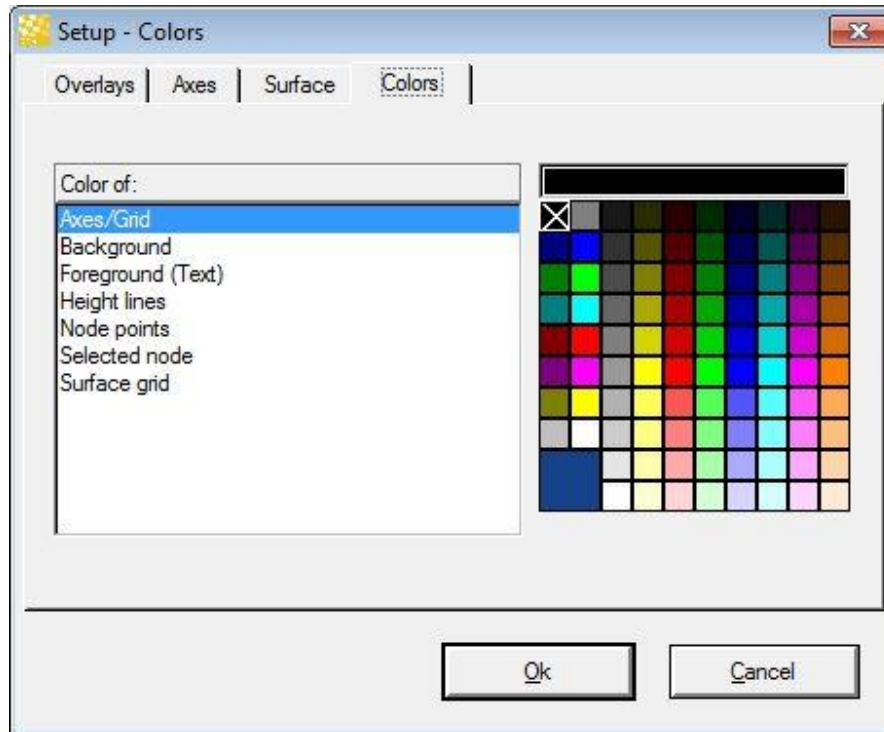 Setup - Colors
Overlays Axes Surface Colors
Color of:
Axes/Grid
Background
Foreground (Text)
Height lines
Node points
Selected node
Surface grid
Ok Cancel